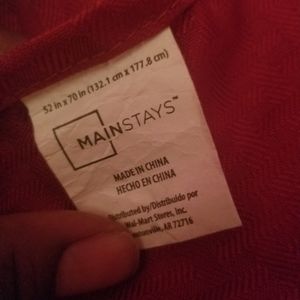 52 in x 70 in (132.1 cm x 177.8 cm)
MAINSTAYS™
MADE IN CHINA
HECHO EN CHINA
Distributed by/Distribuido por
Wal-Mart Stores, Inc.
AR 72716